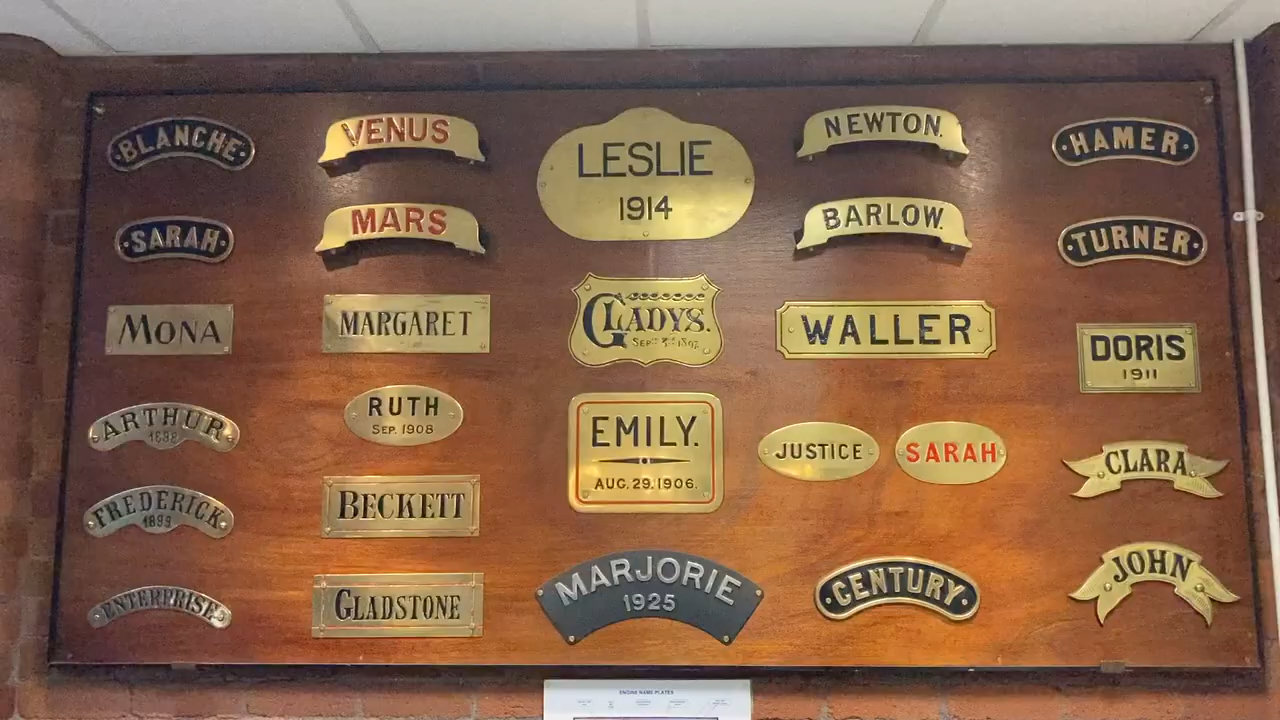 BLANCHE
VENUS
LESLIE
1914
NEWTON.
HAMER
SARAH
MARS
BARLOW.
TURNER
MONA
MARGARET
GLADYS.
WALLER
DORIS
1911
ARTHUR
1898
RUTH
SEP. 1908
EMILY.
AUG. 29. 1906.
JUSTICE
SARAH
CLARA
FREDERICK
1899
BECKETT
ENTERPRISE
GLADSTONE
MARJORIE
1925
CENTURY
JOHN
ENGINE NAME PLATES